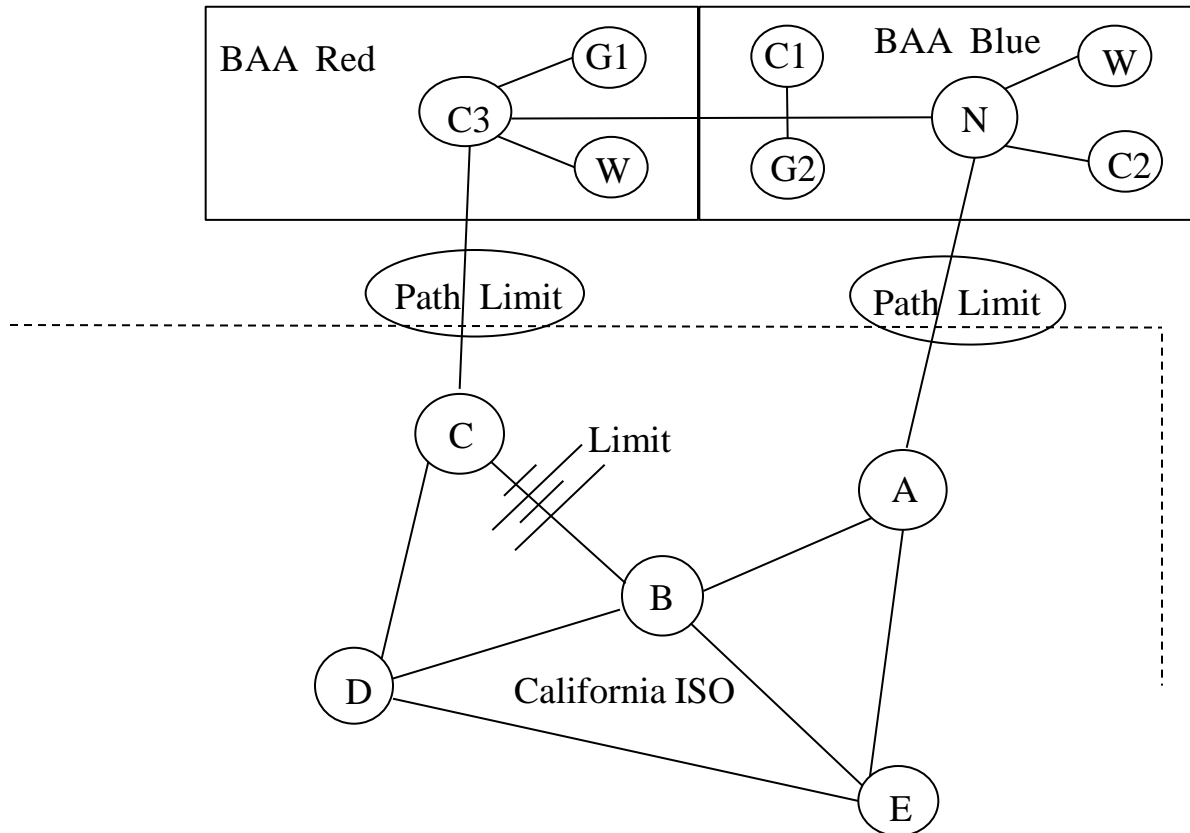 BAA Red
G1
C3
W
C1
BAA Blue
W
N
G2
C2
Path Limit
Path Limit
C
Limit
A
B
D
California ISO
E